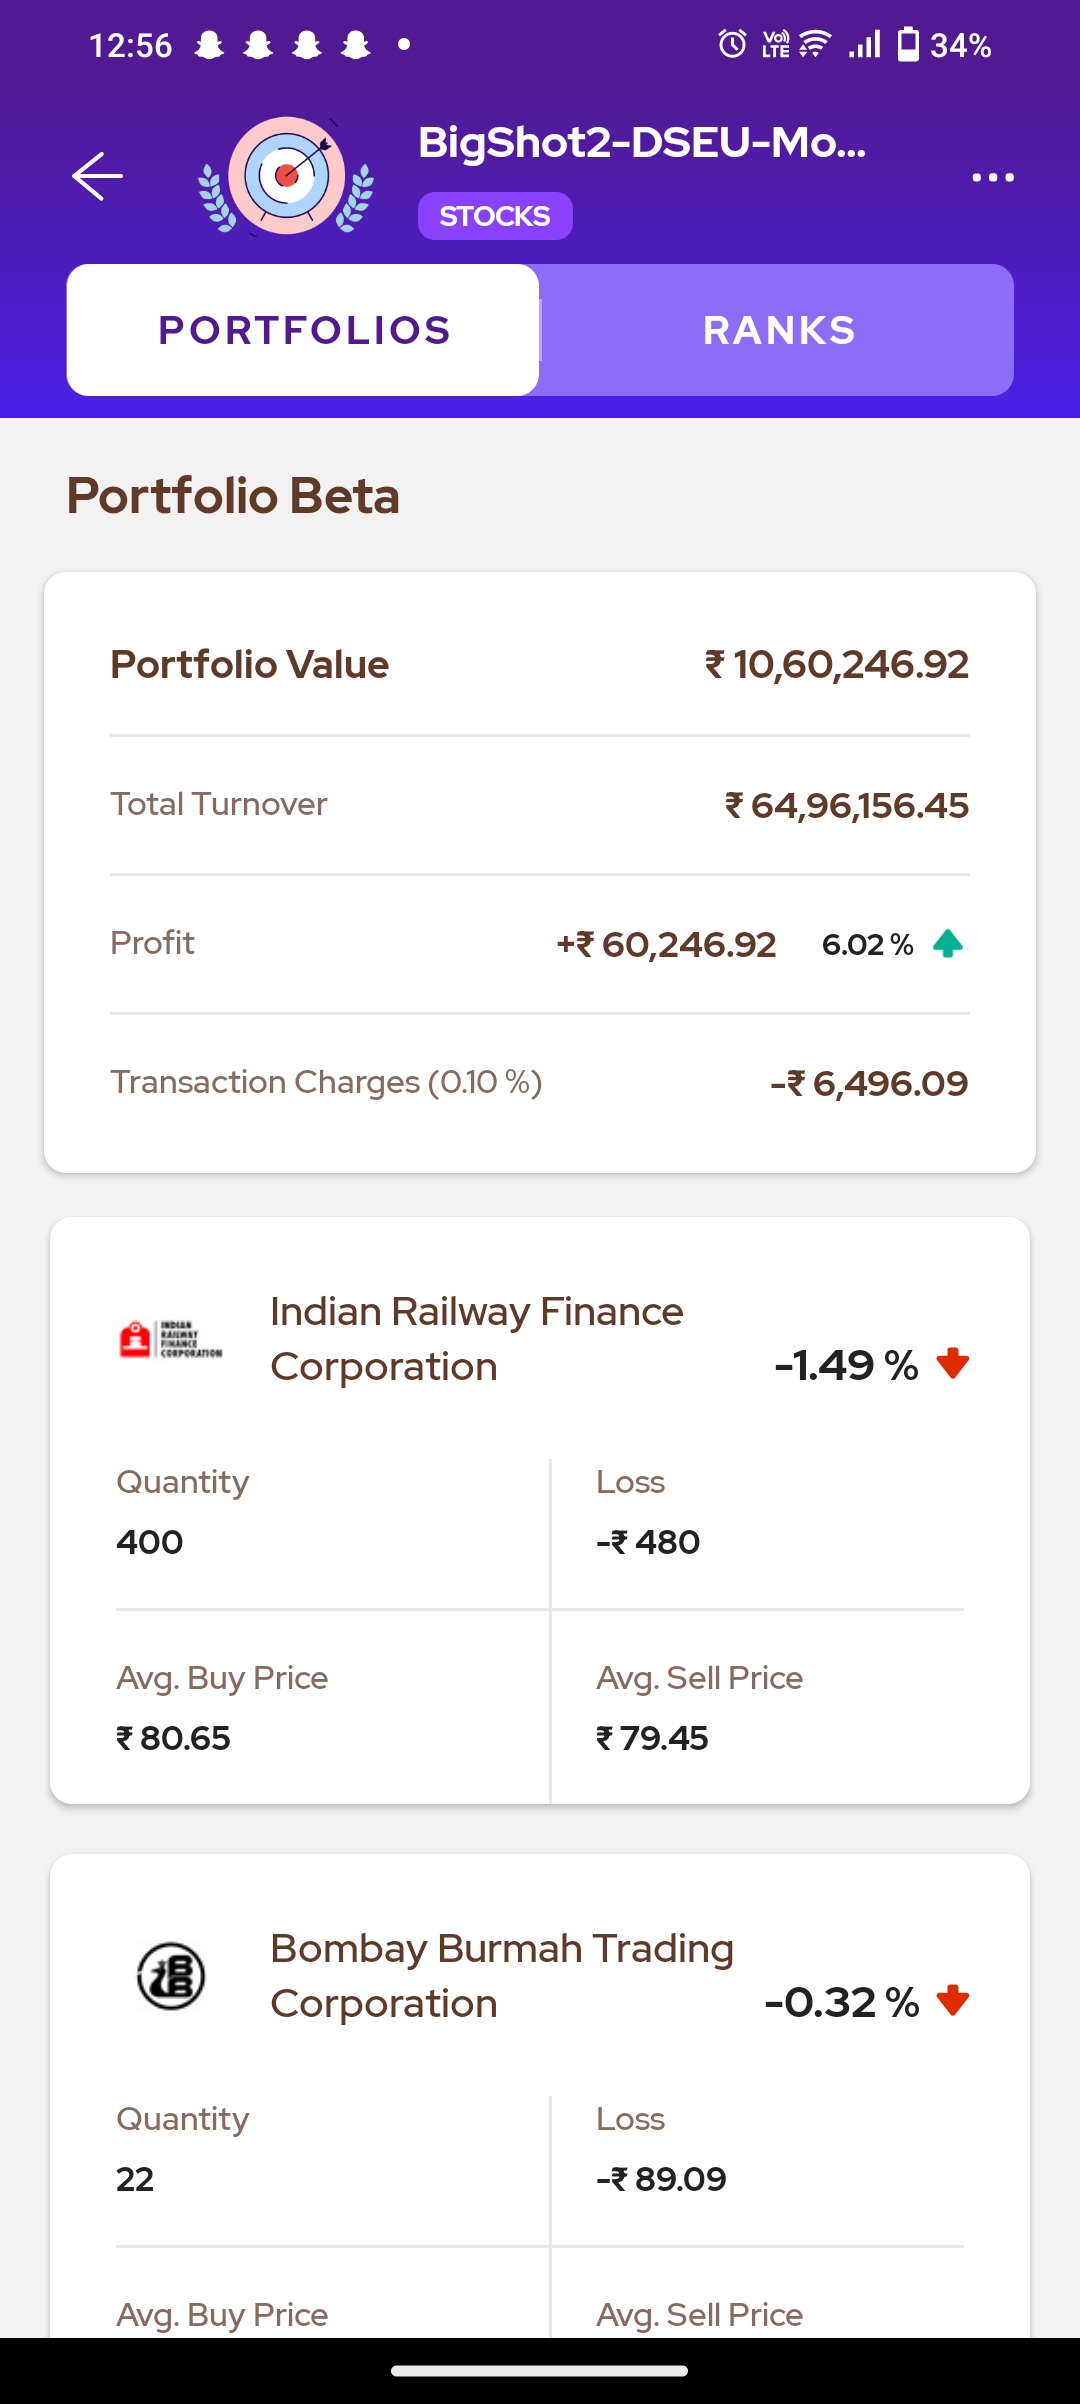 12:56
Vo) LTE
34%
BigShot2-DSEU-Mo...
STOCKS
PORTFOLIOS
RANKS
Portfolio Beta
Portfolio Value ₹ 10,60,246.92
Total Turnover ₹ 64,96,156.45
Profit +₹ 60,246.92 6.02 %
Transaction Charges (0.10 %) -₹ 6,496.09
INDIAN
RAILWAY
FINANCE
CORPORATION
Indian Railway Finance
Corporation -1.49 %
Quantity Loss
400 -₹ 480
Avg. Buy Price Avg. Sell Price
₹ 80.65 ₹ 79.45
Bombay Burmah Trading
Corporation -0.32 %
Quantity Loss
22 -₹ 89.09
Avg. Buy Price Avg. Sell Price